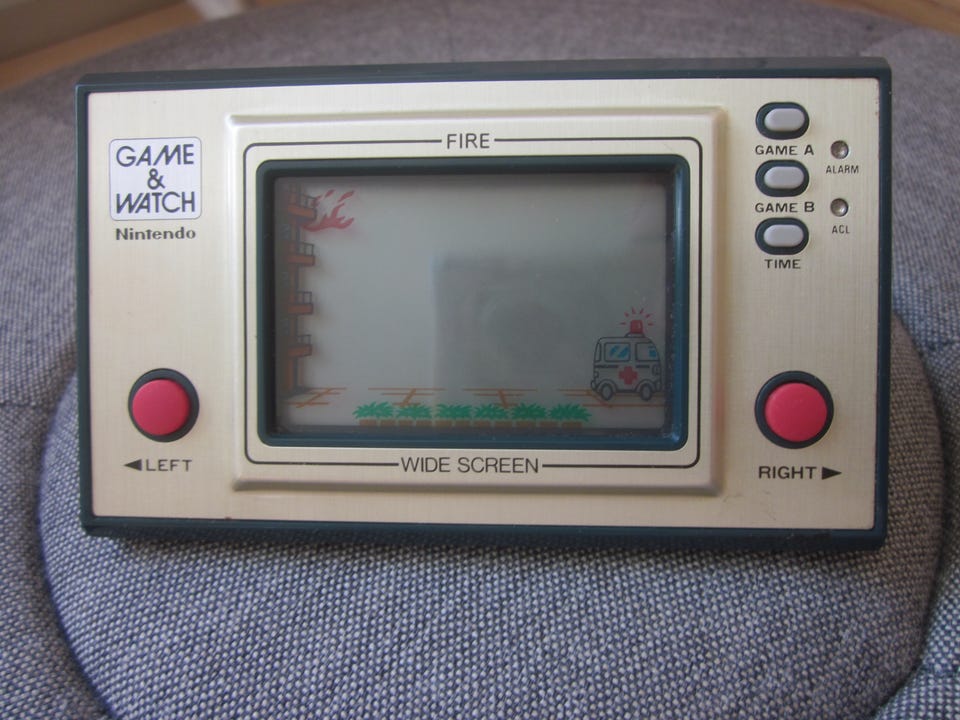 GAME
&
WATCH
Nintendo
FIRE
WIDE SCREEN
GAME A
ALARM
GAME B
ACL
TIME
◀LEFT
RIGHT▶